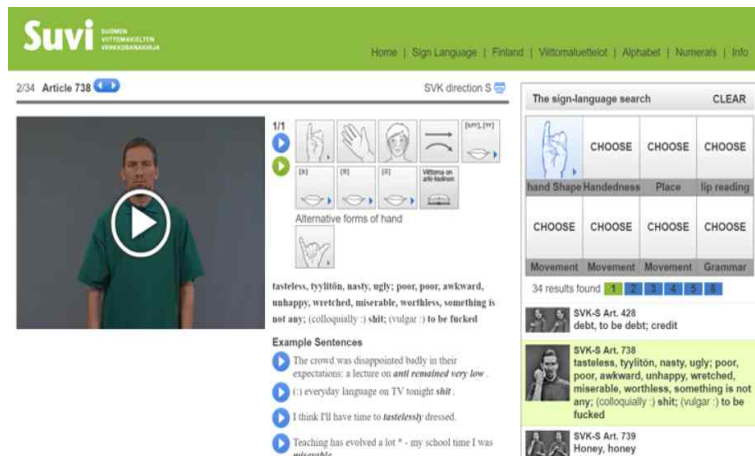 Suvi
SUOMEN
VIITTOMAKIELTEN
VERKKOSANAKIRJA
Home | Sign Language | Finland | Viittomaluettelot | Alphabet | Numerals | Info
2/34 Article 738
SVK direction S
1/1
Viittoma on
arki-kielinen.
Alternative forms of hand
tasteless, tyylitön, nasty, ugly; poor, poor, awkward,
unhappy, wretched, miserable, worthless, something is
not any; (colloquially :) shit; (vulgar :) to be fucked
Example Sentences
The crowd was disappointed badly in their
expectations: a lecture on anti remained very low .
(:) everyday language on TV tonight shit .
I think I'll have time to tastelessly dressed.
Teaching has evolved a lot * - my school time I was
miserable
The sign-language search CLEAR
CHOOSE CHOOSE CHOOSE
hand Shape Handedness Place lip reading
CHOOSE CHOOSE CHOOSE CHOOSE
Movement Movement Movement Grammar
34 results found 1 2 3 4 5 6
SVK-S Art. 428
debt, to be debt; credit
SVK-S Art. 738
tasteless, tyylitön, nasty, ugly; poor,
poor, awkward, unhappy, wretched,
miserable, worthless, something is not
any; (colloquially :) shit; (vulgar :) to be
fucked
SVK-S Art. 739
Honey, honey